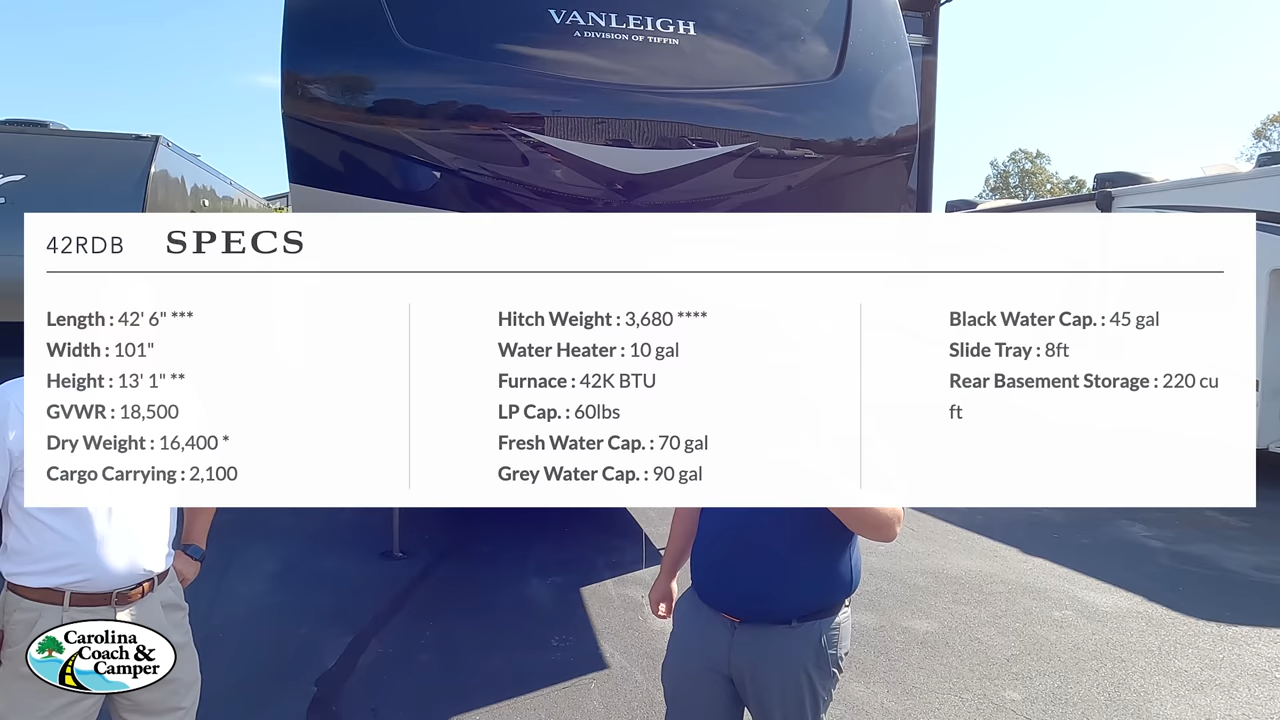 VANLEIGH
A DIVISION OF TIFFIN
42RDB SPECS
Length : 42' 6" ***
Width : 101"
Height : 13' 1" **
GVWR : 18,500
Dry Weight : 16,400 *
Cargo Carrying : 2,100
Hitch Weight : 3,680 ****
Water Heater : 10 gal
Furnace : 42K BTU
LP Cap. : 60lbs
Fresh Water Cap. : 70 gal
Grey Water Cap. : 90 gal
Black Water Cap. : 45 gal
Slide Tray : 8ft
Rear Basement Storage : 220 cu
ft
Carolina
Coach &
Camper